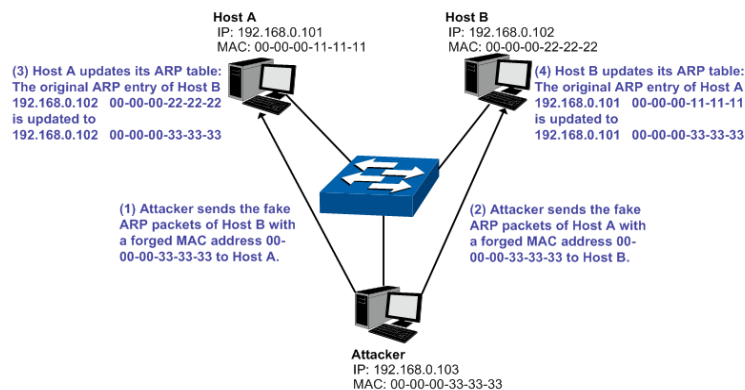 Host A
IP: 192.168.0.101
MAC: 00-00-00-11-11-11
Host B
IP: 192.168.0.102
MAC: 00-00-00-22-22-22
(3) Host A updates its ARP table:
The original ARP entry of Host B
192.168.0.102 00-00-00-22-22-22
is updated to
192.168.0.102 00-00-00-33-33-33
(4) Host B updates its ARP table:
The original ARP entry of Host A
192.168.0.101 00-00-00-11-11-11
is updated to
192.168.0.101 00-00-00-33-33-33
(1) Attacker sends the fake
ARP packets of Host B with
a forged MAC address 00-
00-00-33-33-33 to Host A.
(2) Attacker sends the fake
ARP packets of Host A with
a forged MAC address 00-
00-00-33-33-33 to Host B.
Attacker
IP: 192.168.0.103
MAC: 00-00-00-33-33-33